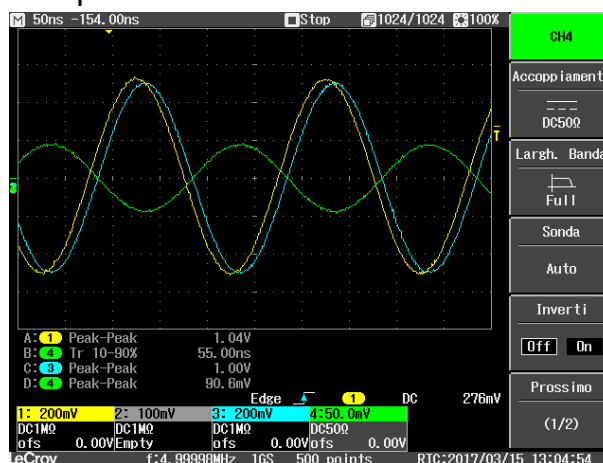 M 50ns -154.00ns Stop 1024/1024 100%
CH4
Accoppiament
DC50Ω
Largh. Banda
Full
Sonda
Auto
Inverti
Off On
Prossimo
(1/2)
T
3
A: 1 Peak-Peak 1.04V
B: 4 Tr 10-90% 55.00ns
C: 3 Peak-Peak 1.00V
D: 4 Peak-Peak 90.6mV
Edge 1 DC 276mV
1: 200mV 2: 100mV 3: 200mV 4:50.0mV
DC1MΩ DC1MΩ DC1MΩ DC50Ω
ofs 0.00V Empty ofs 0.00V ofs 0.00V
LeCroy f:4.99998MHz 1GS 500 points RTC:2017/03/15 13:04:54